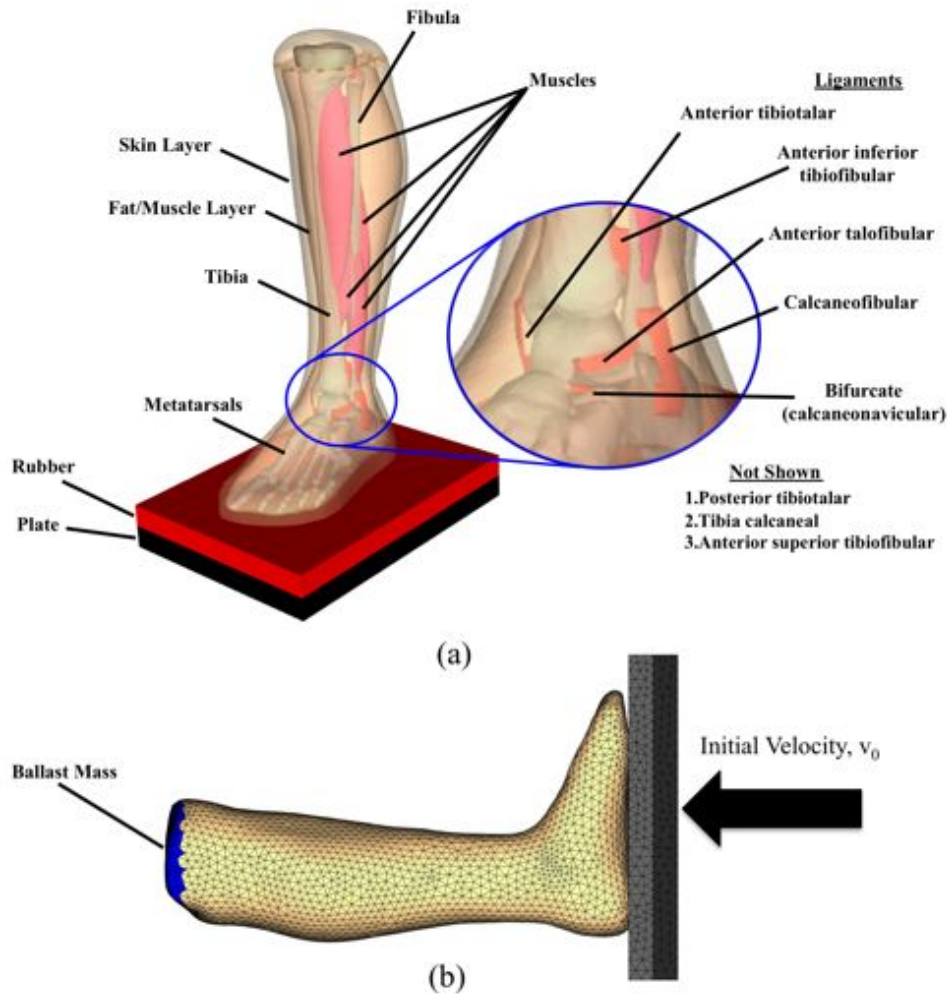 Fibula
Muscles
Ligaments
Anterior tibiotalar
Skin Layer
Anterior inferior
tibiofibular
Fat/Muscle Layer
Anterior talofibular
Tibia
Calcaneofibular
Metatarsals
Bifurcate
(calcaneonavicular)
Rubber
Plate
Not Shown
1.Posterior tibiotalar
2.Tibia calcaneal
3.Anterior superior tibiofibular
(a)
Initial Velocity, v₀
Ballast Mass
(b)